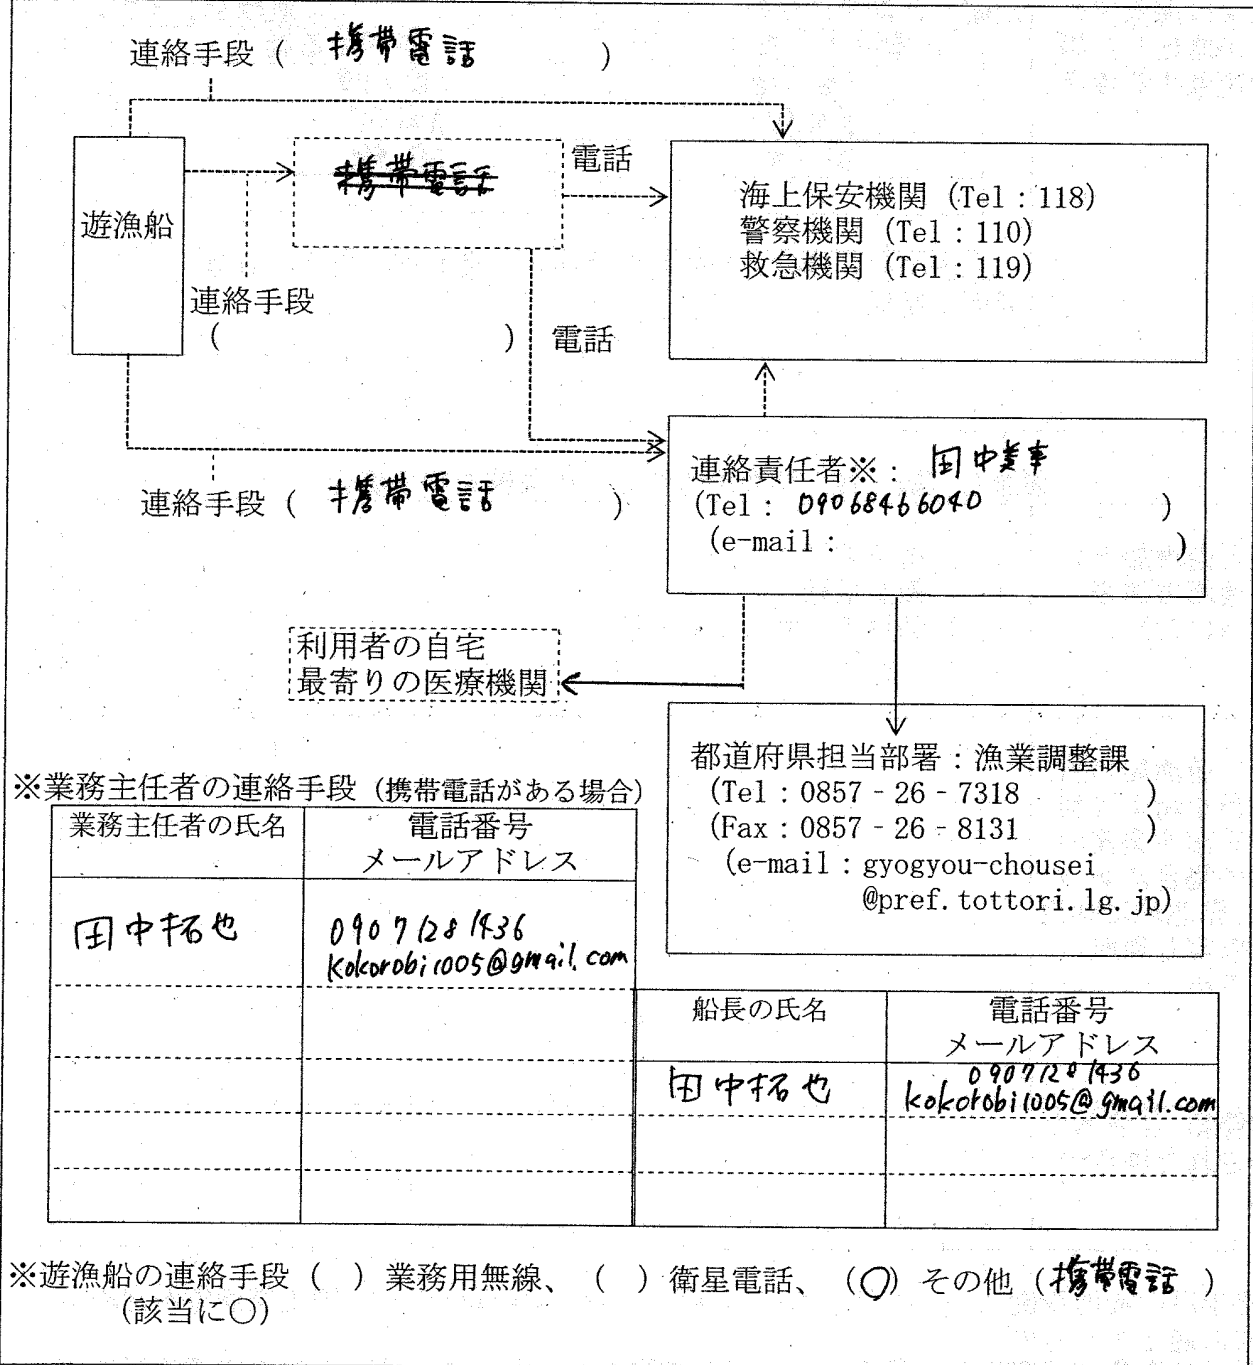 連絡手段 ( 携帯電話 )
遊漁船
携帯電話
電話
海上保安機関 (Tel:118)
警察機関 (Tel:110)
救急機関 (Tel:119)
連絡手段
( )
電話
連絡責任者※: 田中
(Tel: 09068466040 )
(e-mail: )
連絡手段 ( 携帯電話 )
利用者の自宅
最寄りの医療機関
都道府県担当部署:漁業調整課
(Tel:0857-26-7318 )
(Fax:0857-26-8131 )
(e-mail:gyogyou-chousei
@pref.tottori.lg.jp)
※業務主任者の連絡手段 (携帯電話がある場合)
業務主任者の氏名
電話番号
メールアドレス
田中拓也
09071281436
kokorobi1005@gmail.com
船長の氏名
電話番号
メールアドレス
田中拓也
09071281436
kokorobi1005@gmail.com
※遊漁船の連絡手段 ( ) 業務用無線、 ( ) 衛星電話、 (○) その他 (携帯電話 )
(該当に○)